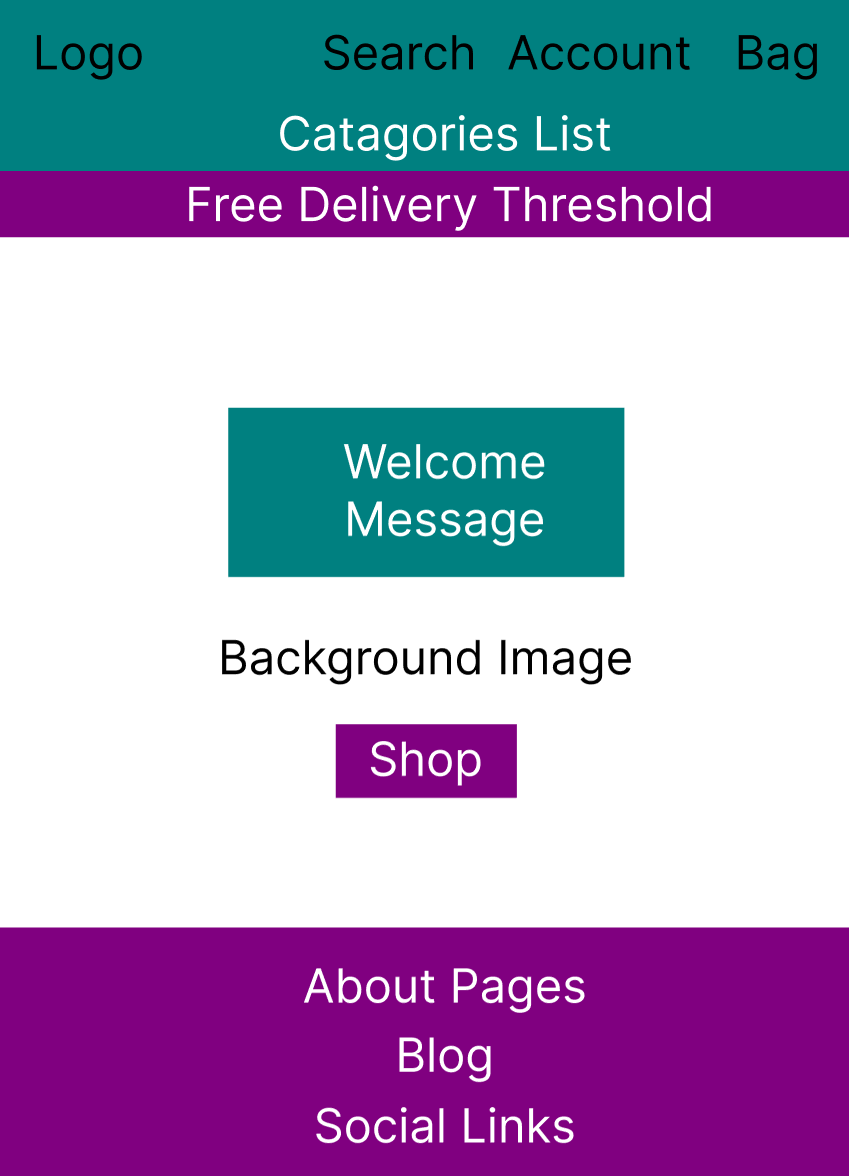 Logo Search Account Bag
Catagories List
Free Delivery Threshold
Welcome
Message
Background Image
Shop
About Pages
Blog
Social Links